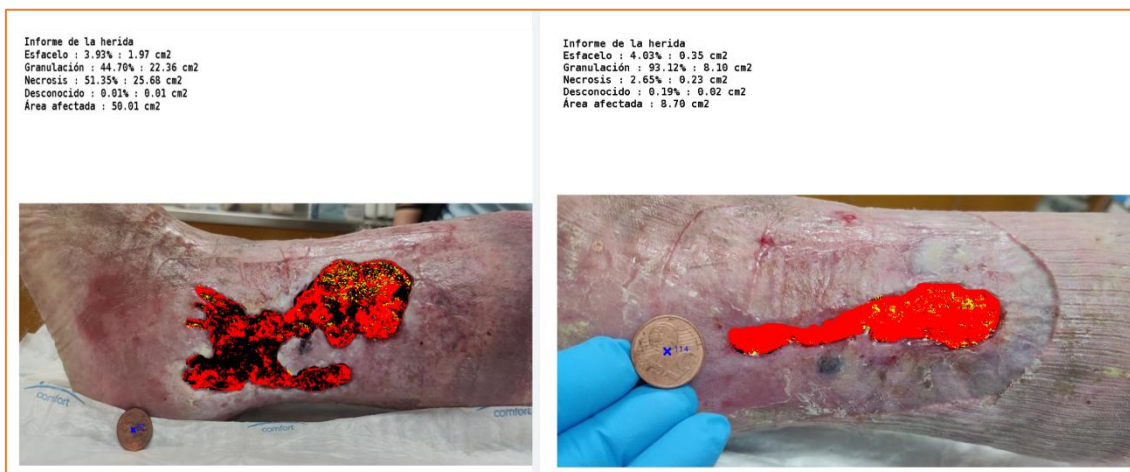 Informe de la herida
Esfacelo : 3.93% : 1.97 cm2
Granulación : 44.70% : 22.36 cm2
Necrosis : 51.35% : 25.68 cm2
Desconocido : 0.01% : 0.01 cm2
Área afectada : 50.01 cm2
comfort
comfort
comfort
Informe de la herida
Esfacelo : 4.03% : 0.35 cm2
Granulación : 93.12% : 8.10 cm2
Necrosis : 2.65% : 0.23 cm2
Desconocido : 0.19% : 0.02 cm2
Área afectada : 8.70 cm2
114